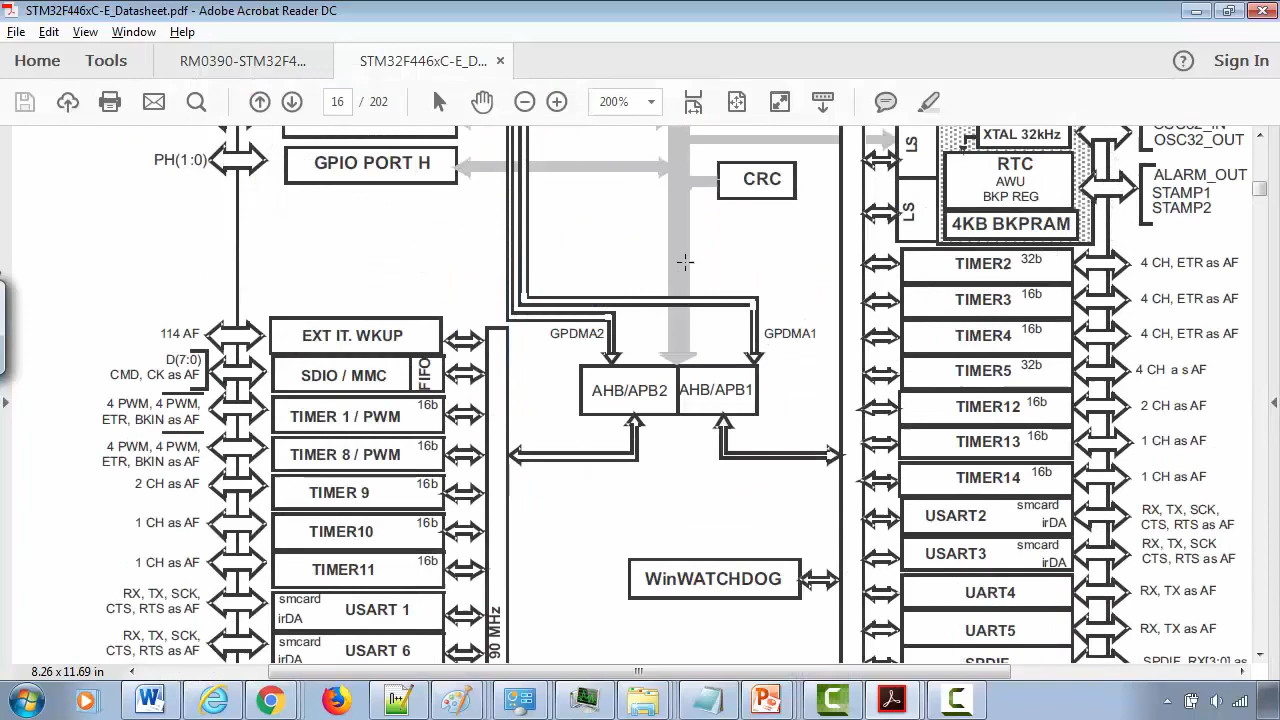 STM32F446xC-E_Datasheet.pdf - Adobe Acrobat Reader DC
File Edit View Window Help
Home Tools RM0390-STM32F4... STM32F446xC-E_D... × ? Sign In
16 / 202 200%
PH(1:0)
GPIO PORT H
CRC
LS
XTAL 32kHz
OSC32_IN
OSC32_OUT
RTC
AWU
BKP REG
ALARM_OUT
STAMP1
STAMP2
LS
4KB BKPRAM
TIMER2 32b 4 CH, ETR as AF
TIMER3 16b 4 CH, ETR as AF
TIMER4 16b 4 CH, ETR as AF
TIMER5 32b 4 CH a s AF
TIMER12 16b 2 CH as AF
TIMER13 16b 1 CH as AF
TIMER14 16b 1 CH as AF
USART2 smcard
irDA
RX, TX, SCK,
CTS, RTS as AF
USART3 smcard
irDA
RX, TX, SCK,
CTS, RTS as AF
UART4 RX, TX as AF
UART5 RX, TX as AF
SPDIF SPDIF_RX[3:0] as
GPDMA2 GPDMA1
AHB/APB2 AHB/APB1
WinWATCHDOG
114 AF EXT IT. WKUP
D(7:0)
CMD, CK as AF
SDIO / MMC FIFO
4 PWM, 4 PWM,
ETR, BKIN as AF
TIMER 1 / PWM 16b
4 PWM, 4 PWM,
ETR, BKIN as AF
TIMER 8 / PWM 16b
2 CH as AF TIMER 9 16b
1 CH as AF TIMER10 16b
1 CH as AF TIMER11 16b
RX, TX, SCK,
CTS, RTS as AF
smcard
irDA
USART 1
RX, TX, SCK,
CTS, RTS as AF
smcard
irDA
USART 6
90 MHz
8.26 x 11.69 in
4:51 PM